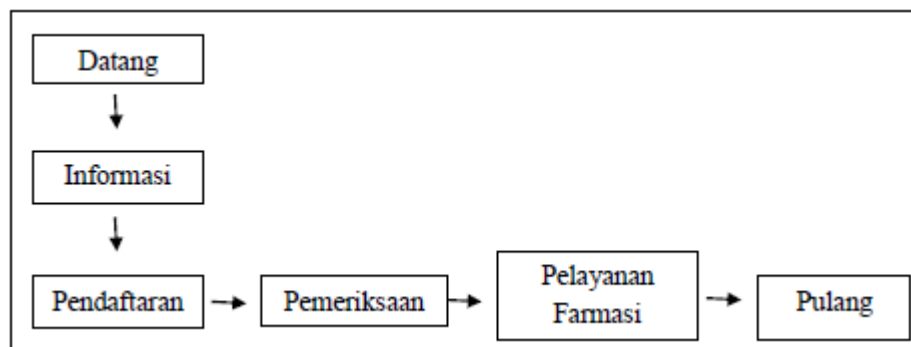 Datang
Informasi
Pendaftaran
Pemeriksaan
Pelayanan
Farmasi
Pulang